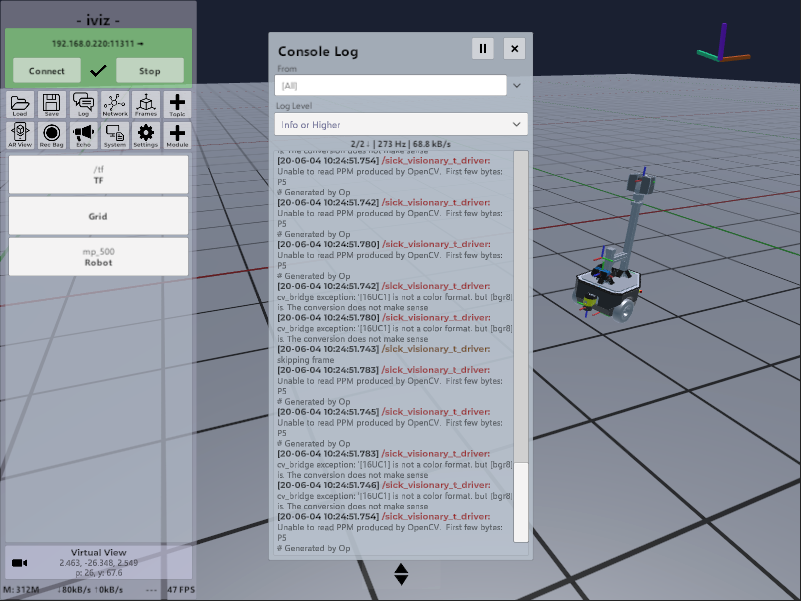 - iviz -
192.168.0.220:11311 →
Connect
Stop
Load
Save
Log
Network
Frames
Topic
AR View
Rec Bag
Echo
System
Settings
Module
/tf
TF
Grid
mp_500
Robot
Virtual View
2.463, -26.348, 2.549
p: 26, y: 67.6
M: 312M ↓80kB/s ↑0kB/s --- 47 FPS
Console Log
From
[All]
Log Level
Info or Higher
2/2↓ | 273 Hz | 68.8 kB/s
is. The conversion does not make sense
[20-06-04 10:24:51.754] /sick_visionary_t_driver:
Unable to read PPM produced by OpenCV. First few bytes:
P5
# Generated by Op
[20-06-04 10:24:51.742] /sick_visionary_t_driver:
Unable to read PPM produced by OpenCV. First few bytes:
P5
# Generated by Op
[20-06-04 10:24:51.780] /sick_visionary_t_driver:
Unable to read PPM produced by OpenCV. First few bytes:
P5
# Generated by Op
[20-06-04 10:24:51.742] /sick_visionary_t_driver:
cv_bridge exception: '[16UC1] is not a color format. but [bgr8]
is. The conversion does not make sense
[20-06-04 10:24:51.780] /sick_visionary_t_driver:
cv_bridge exception: '[16UC1] is not a color format. but [bgr8]
is. The conversion does not make sense
[20-06-04 10:24:51.743] /sick_visionary_t_driver:
skipping frame
[20-06-04 10:24:51.783] /sick_visionary_t_driver:
Unable to read PPM produced by OpenCV. First few bytes:
P5
# Generated by Op
[20-06-04 10:24:51.745] /sick_visionary_t_driver:
Unable to read PPM produced by OpenCV. First few bytes:
P5
# Generated by Op
[20-06-04 10:24:51.783] /sick_visionary_t_driver:
cv_bridge exception: '[16UC1] is not a color format. but [bgr8]
is. The conversion does not make sense
[20-06-04 10:24:51.746] /sick_visionary_t_driver:
cv_bridge exception: '[16UC1] is not a color format. but [bgr8]
is. The conversion does not make sense
[20-06-04 10:24:51.754] /sick_visionary_t_driver:
Unable to read PPM produced by OpenCV. First few bytes:
P5
# Generated by Op